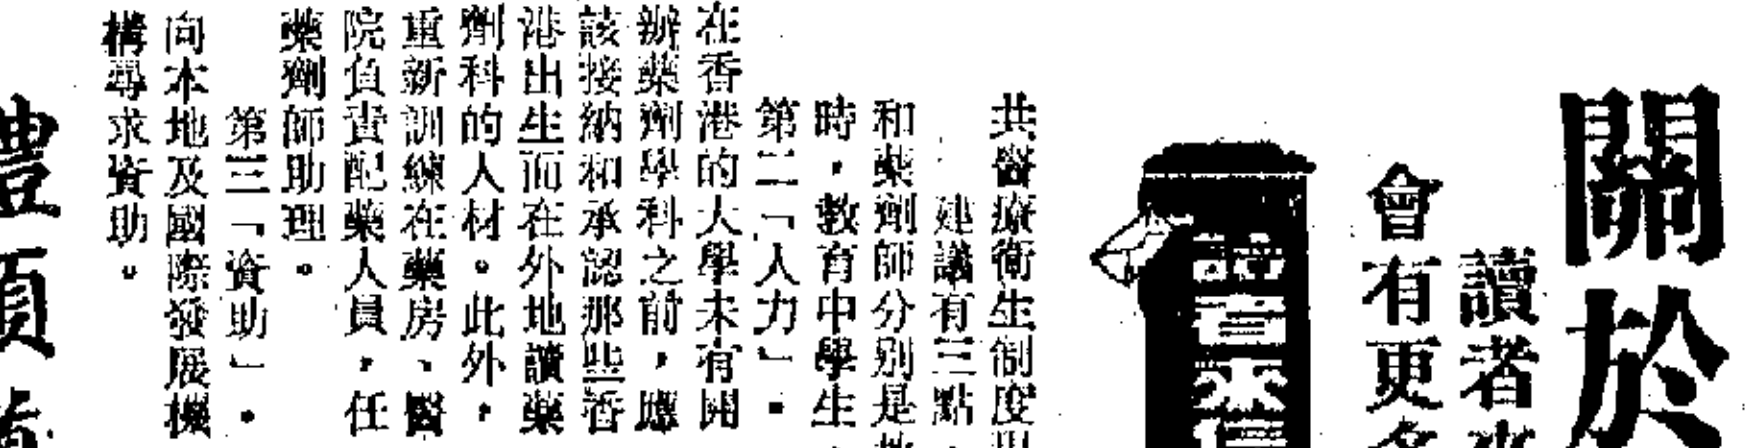 關於
讀者
會有更多
讀者來信
共醫療衛生制度
建議有三點
和藥劑師分別是
時，教育中學生
第二「人力」。
在香港的大學未有開
辦藥劑學科之前，應
該接納和承認那些香
港出生而在外地讀藥
劑科的人材。此外，
重新訓練在藥房、醫
院負責配藥人員，任
藥劑師助理。
第三「資助」。
向本地及國際發展機
構尋求資助。